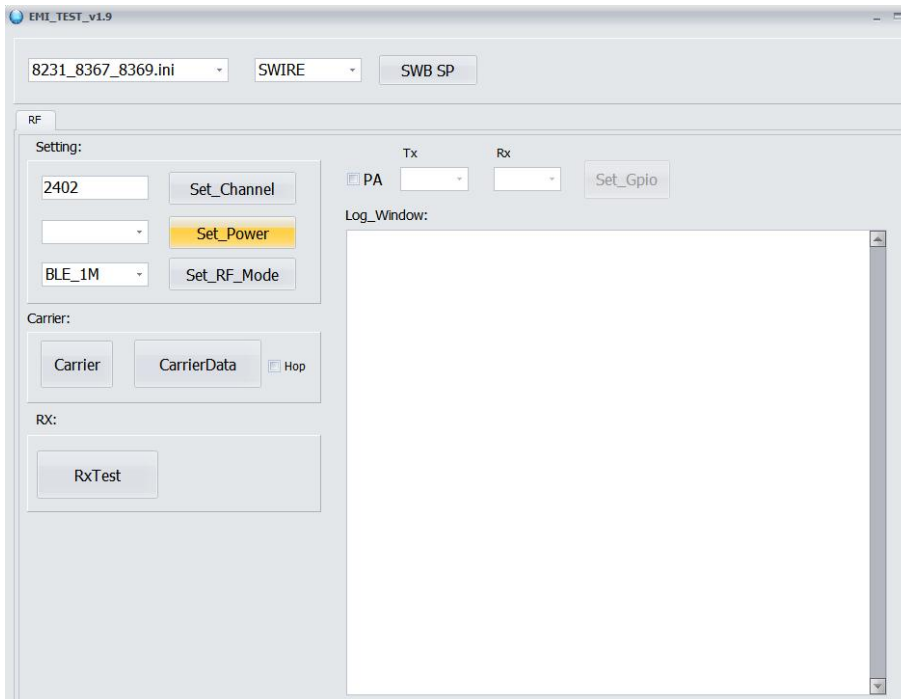 EMI_TEST_v1.9
8231_8367_8369.ini SWIRE SWB SP
RF
Setting:
2402 Set_Channel
Set_Power
BLE_1M Set_RF_Mode
Carrier:
Carrier CarrierData Hop
RX:
RxTest
Tx Rx
PA Set_Gpio
Log_Window: